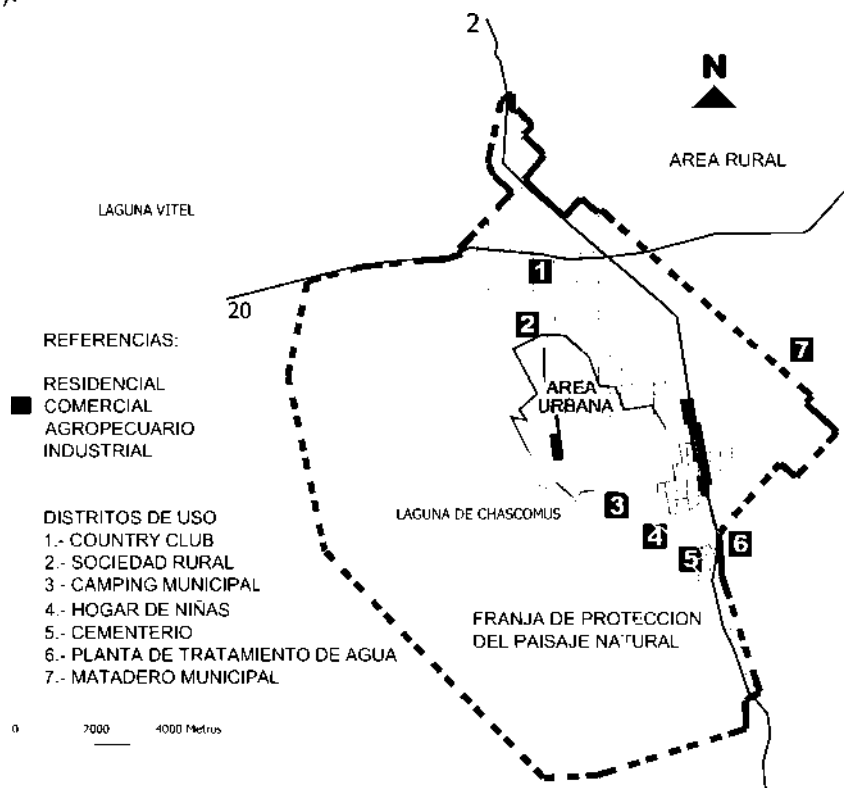 2
N
AREA RURAL
LAGUNA VITEL
1
20
2
REFERENCIAS:
7
RESIDENCIAL
COMERCIAL
AGROPECUARIO
INDUSTRIAL
AREA
URBANA
DISTRITOS DE USO
1.- COUNTRY CLUB
2.- SOCIEDAD RURAL
3 - CAMPING MUNICIPAL
4.- HOGAR DE NIÑAS
5.- CEMENTERIO
6.- PLANTA DE TRATAMIENTO DE AGUA
7.- MATADERO MUNICIPAL
LAGUNA DE CHASCOMUS
3
4
5
6
FRANJA DE PROTECCION
DEL PAISAJE NATURAL
0 2000 4000 Metros